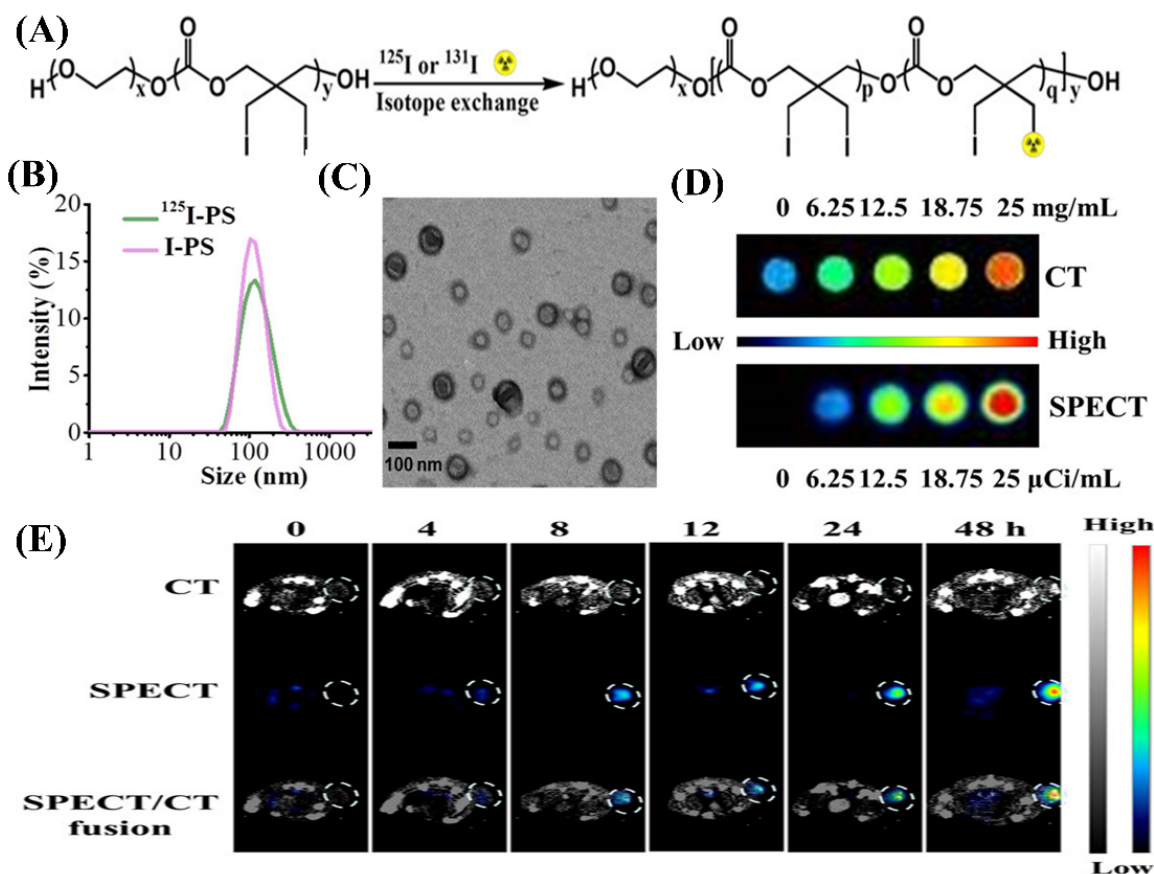 (A)
O
H(O
)x
O
(
O
O
)y
OH
I
I
¹²⁵I or ¹³¹I
Isotope exchange
O
O
H(O
)x
O
[(
O
O
)p
O
(
O
O
)q
]y
OH
I
I
I
(B)
20
15
10
5
0
Intensity (%)
¹²⁵I-PS
I-PS
1
10
100
1000
Size (nm)
(C)
100 nm
(D)
0 6.25 12.5 18.75 25 mg/mL
CT
Low
High
SPECT
0 6.25 12.5 18.75 25 μCi/mL
(E)
0 4 8 12 24 48 h
High
CT
SPECT
SPECT/CT
fusion
Low